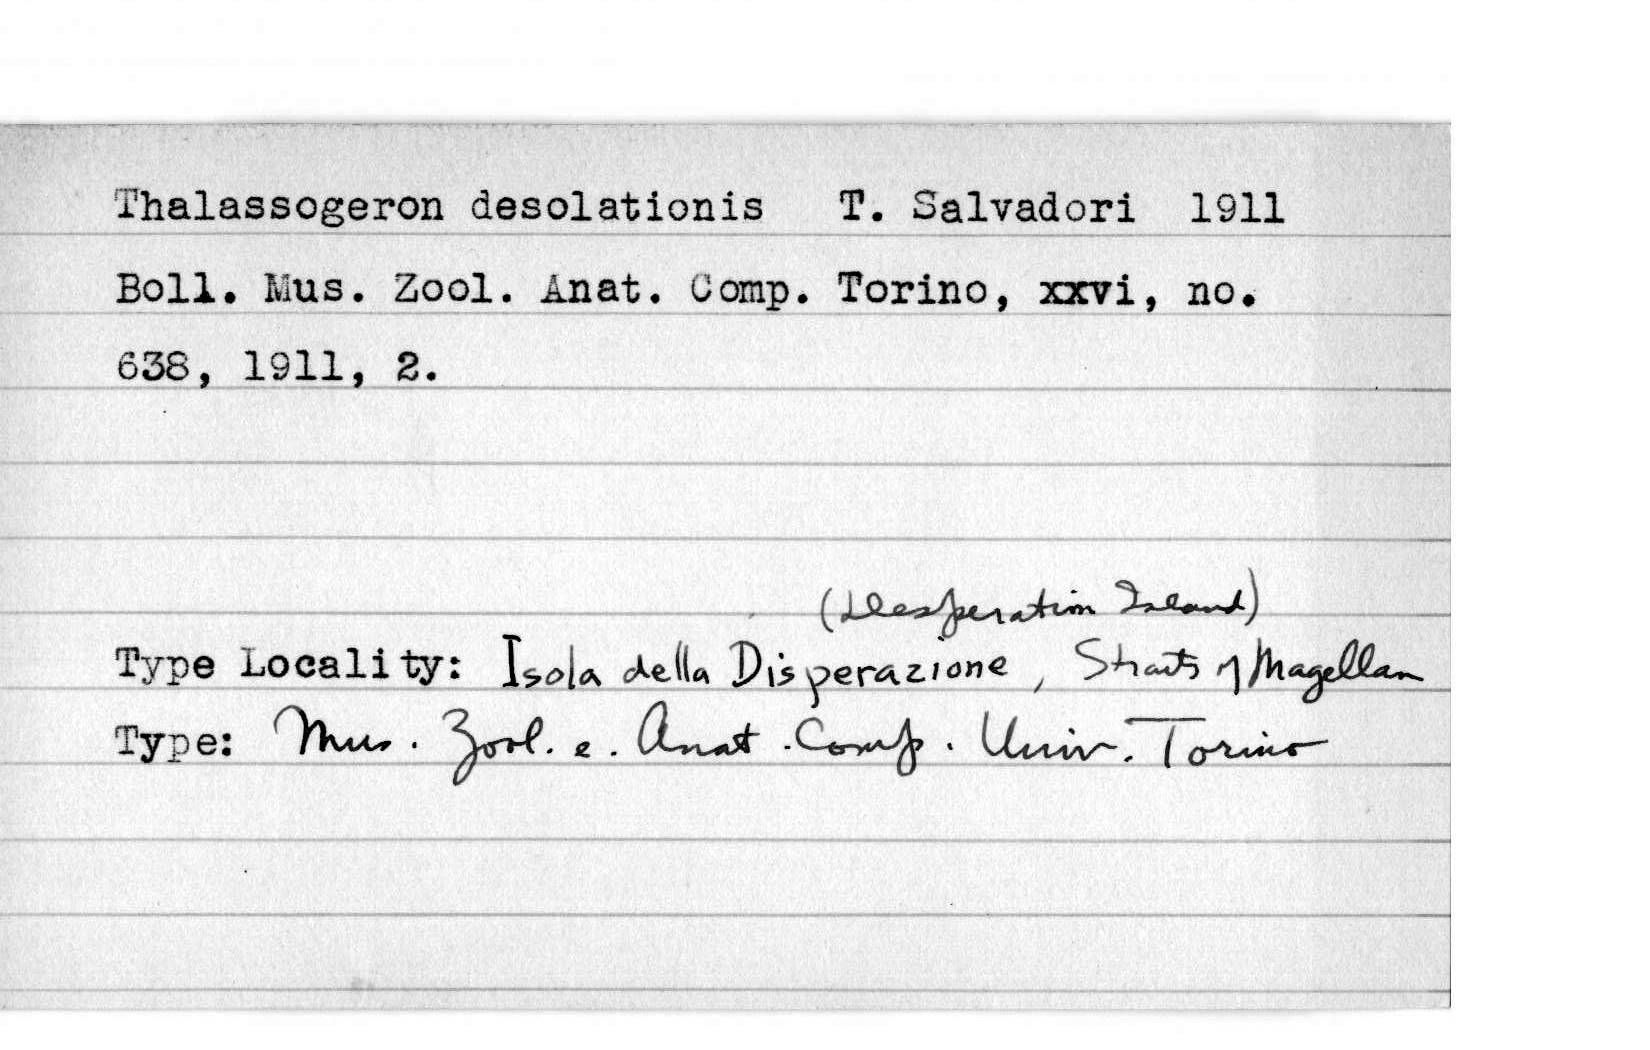 Thalassogeron desolationis T. Salvadori 1911
Boll. Mus. Zool. Anat. Comp. Torino, xxvi, no.
638, 1911, 2.
(Desperation Island)
Type Locality: Isola della Disperazione, Straits of Magellan
Type: Mus. Zool. e. Anat. Comp. Univ. Torino